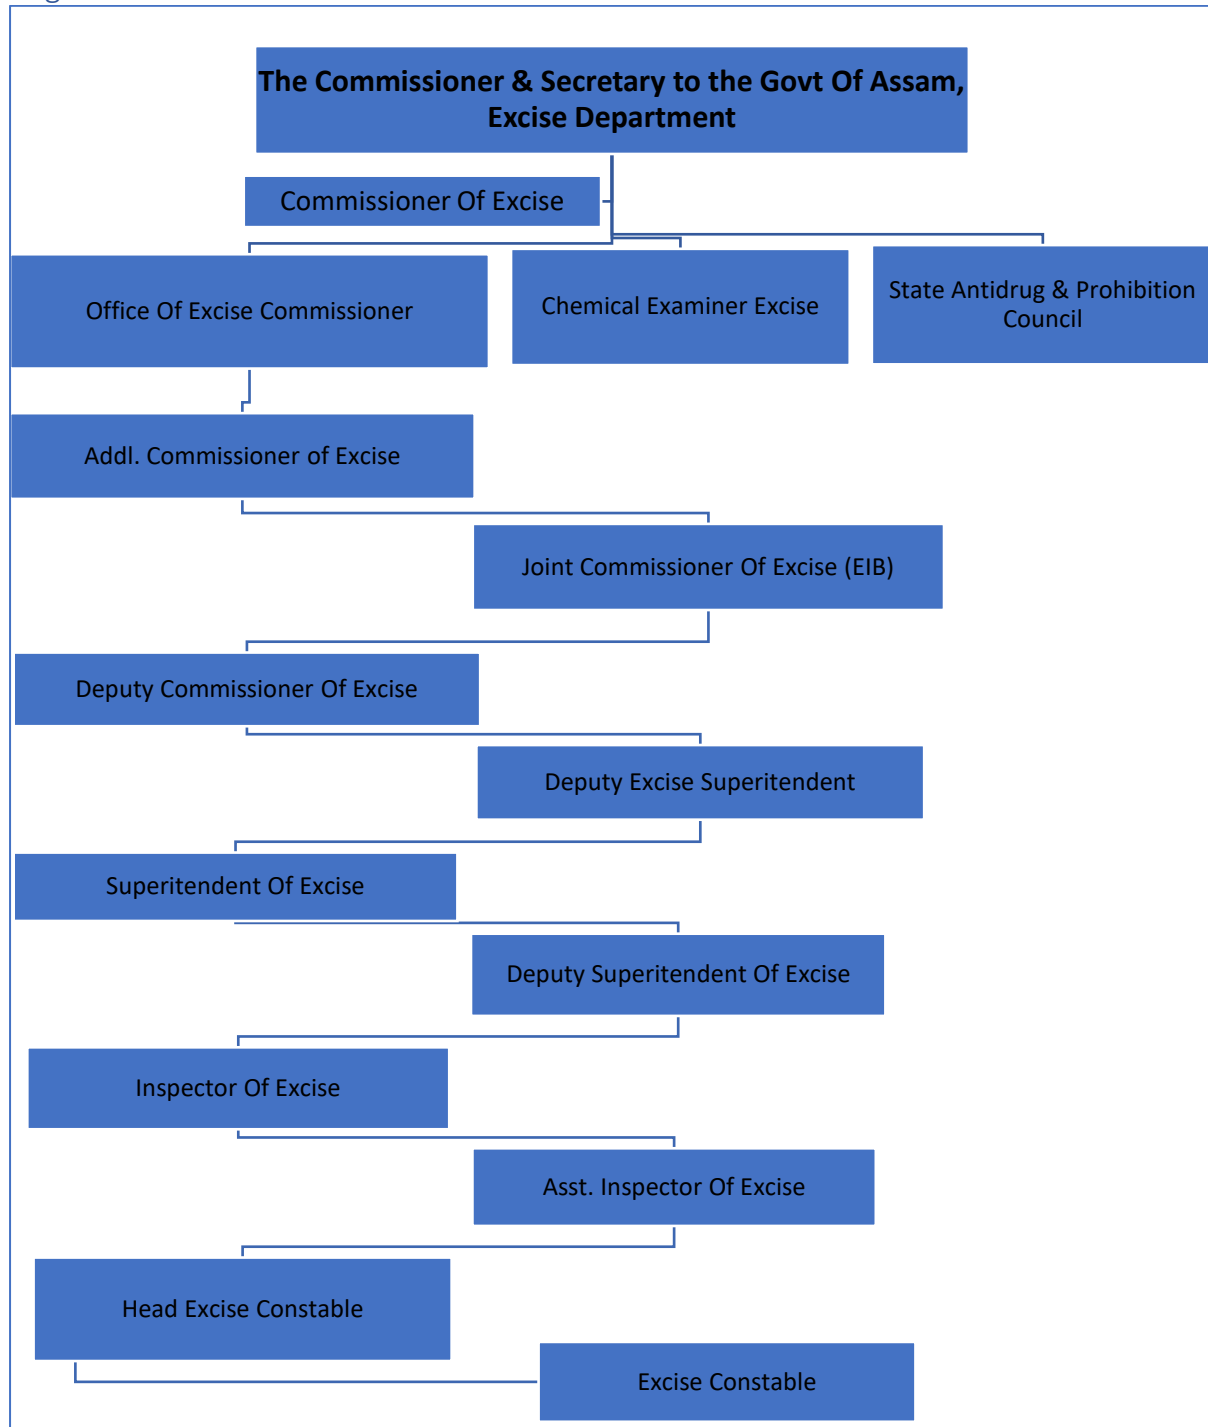 The Commissioner & Secretary to the Govt Of Assam,
Excise Department
Commissioner Of Excise
Office Of Excise Commissioner
Chemical Examiner Excise
State Antidrug & Prohibition
Council
Addl. Commissioner of Excise
Joint Commissioner Of Excise (EIB)
Deputy Commissioner Of Excise
Deputy Excise Superitendent
Superitendent Of Excise
Deputy Superitendent Of Excise
Inspector Of Excise
Asst. Inspector Of Excise
Head Excise Constable
Excise Constable